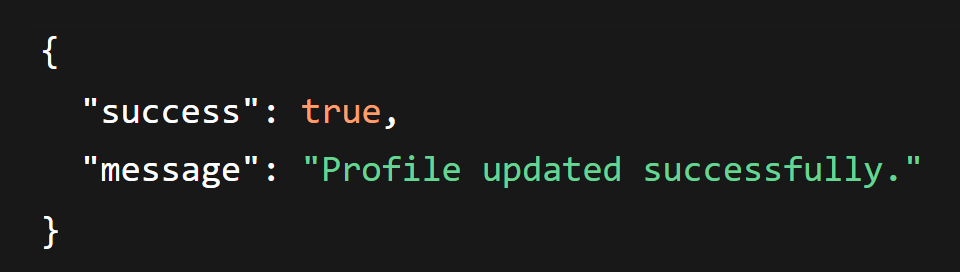 {
  "success": true,
  "message": "Profile updated successfully."
}